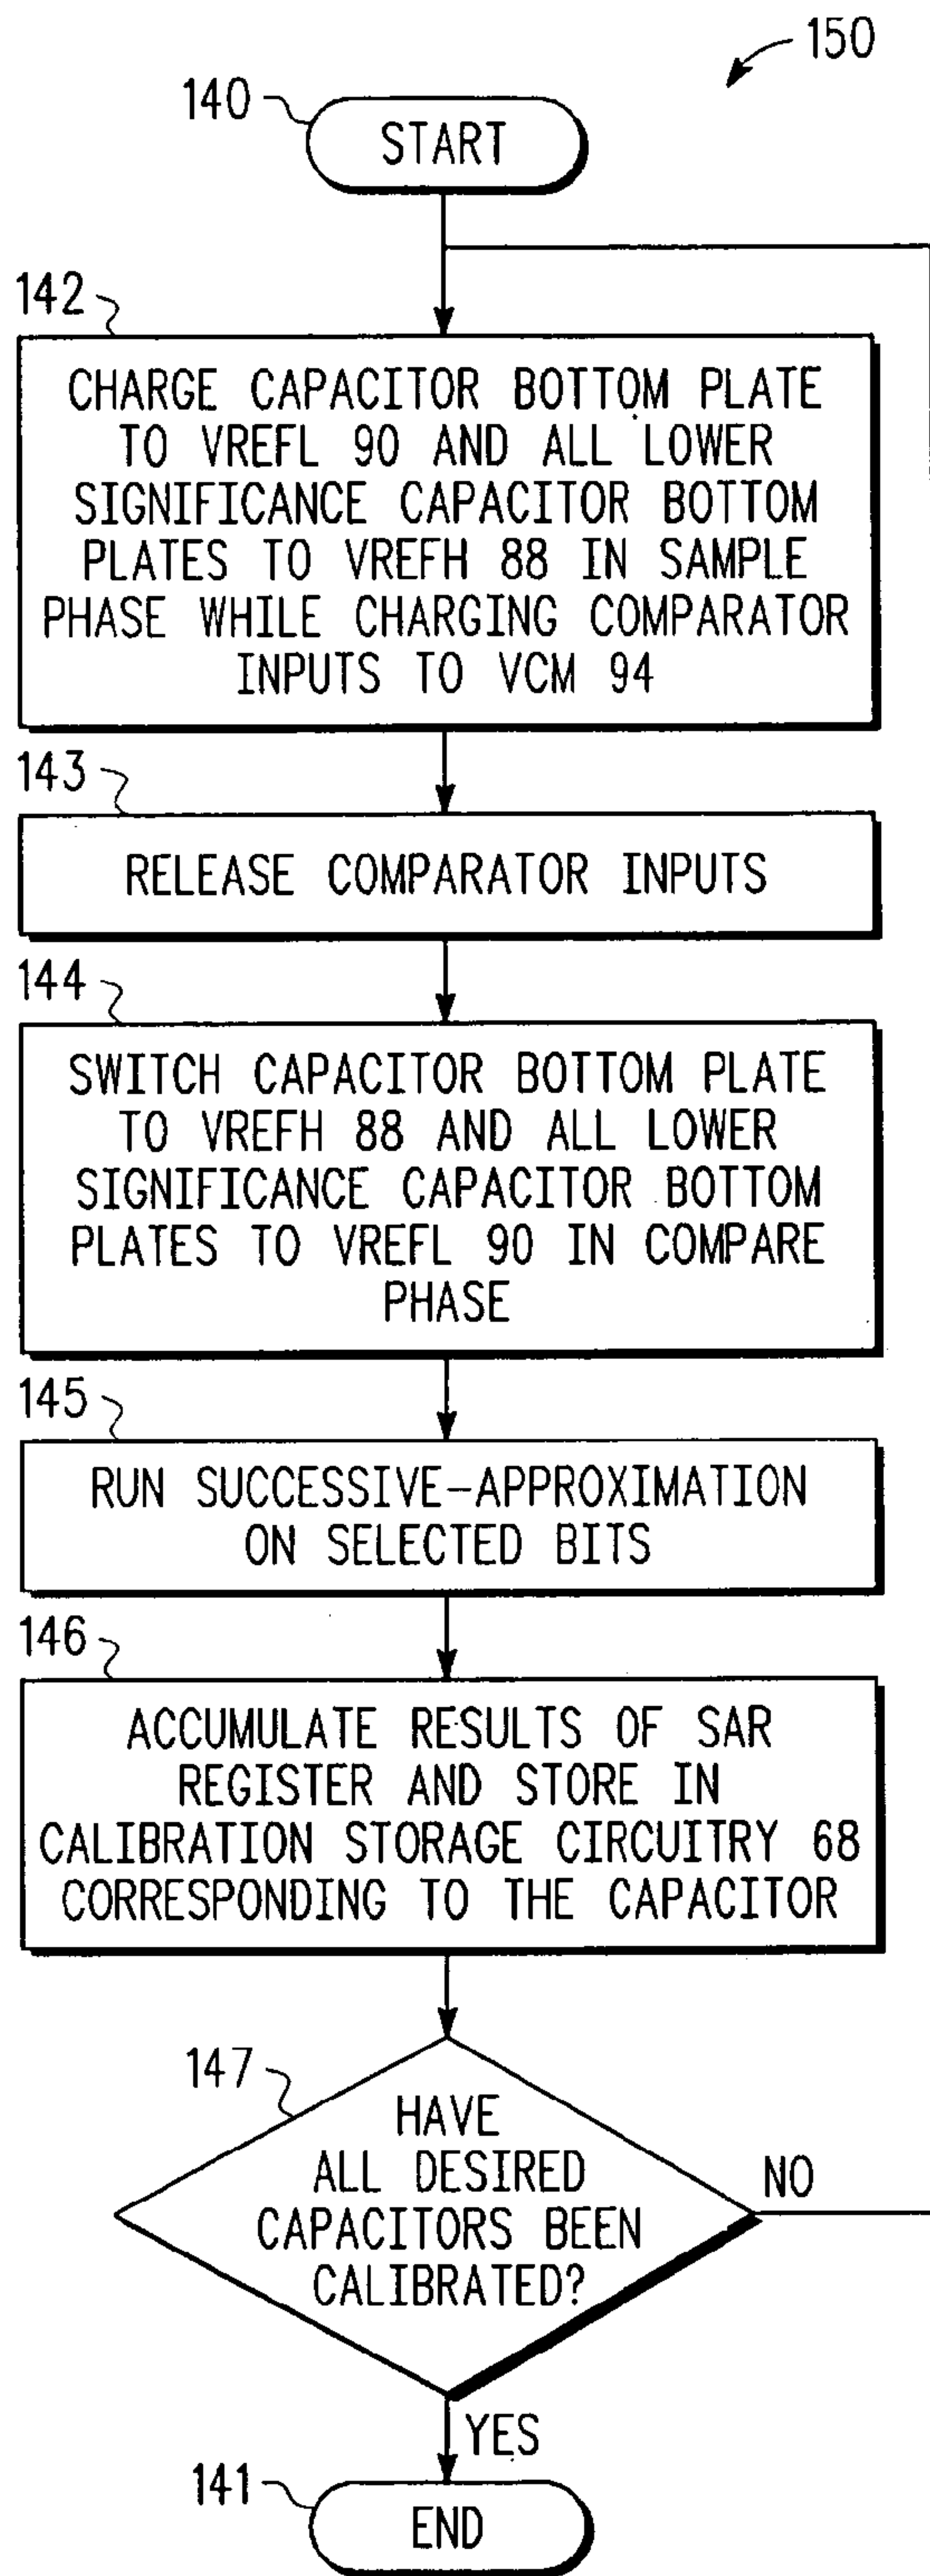 150
140
START
142
CHARGE CAPACITOR BOTTOM PLATE
TO VREFL 90 AND ALL LOWER
SIGNIFICANCE CAPACITOR BOTTOM
PLATES TO VREFH 88 IN SAMPLE
PHASE WHILE CHARGING COMPARATOR
INPUTS TO VCM 94
143
RELEASE COMPARATOR INPUTS
144
SWITCH CAPACITOR BOTTOM PLATE
TO VREFH 88 AND ALL LOWER
SIGNIFICANCE CAPACITOR BOTTOM
PLATES TO VREFL 90 IN COMPARE
PHASE
145
RUN SUCCESSIVE-APPROXIMATION
ON SELECTED BITS
146
ACCUMULATE RESULTS OF SAR
REGISTER AND STORE IN
CALIBRATION STORAGE CIRCUITRY 68
CORRESPONDING TO THE CAPACITOR
147
HAVE
ALL DESIRED
CAPACITORS BEEN
CALIBRATED?
NO
YES
141
END